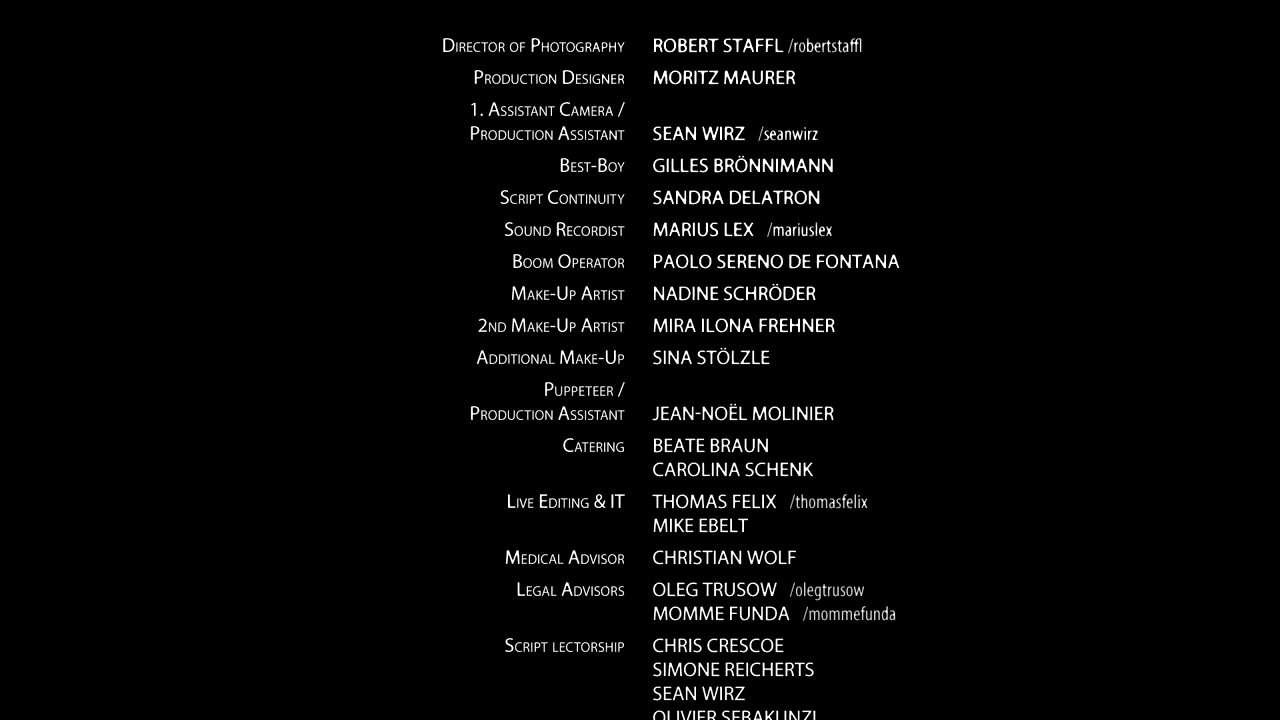 Director of Photography ROBERT STAFFL /robertstaffl
Production Designer MORITZ MAURER
1. Assistant Camera /
Production Assistant SEAN WIRZ /seanwirz
Best-Boy GILLES BRÖNNIMANN
Script Continuity SANDRA DELATRON
Sound Recordist MARIUS LEX /mariuslex
Boom Operator PAOLO SERENO DE FONTANA
Make-Up Artist NADINE SCHRÖDER
2nd Make-Up Artist MIRA ILONA FREHNER
Additional Make-Up SINA STÖLZLE
Puppeteer /
Production Assistant JEAN-NOËL MOLINIER
Catering BEATE BRAUN
CAROLINA SCHENK
Live Editing & IT THOMAS FELIX /thomasfelix
MIKE EBELT
Medical Advisor CHRISTIAN WOLF
Legal Advisors OLEG TRUSOW /olegtrusow
MOMME FUNDA /mommefunda
Script lectorship CHRIS CRESCOE
SIMONE REICHERTS
SEAN WIRZ
OLIVIER SEBAKUNZI